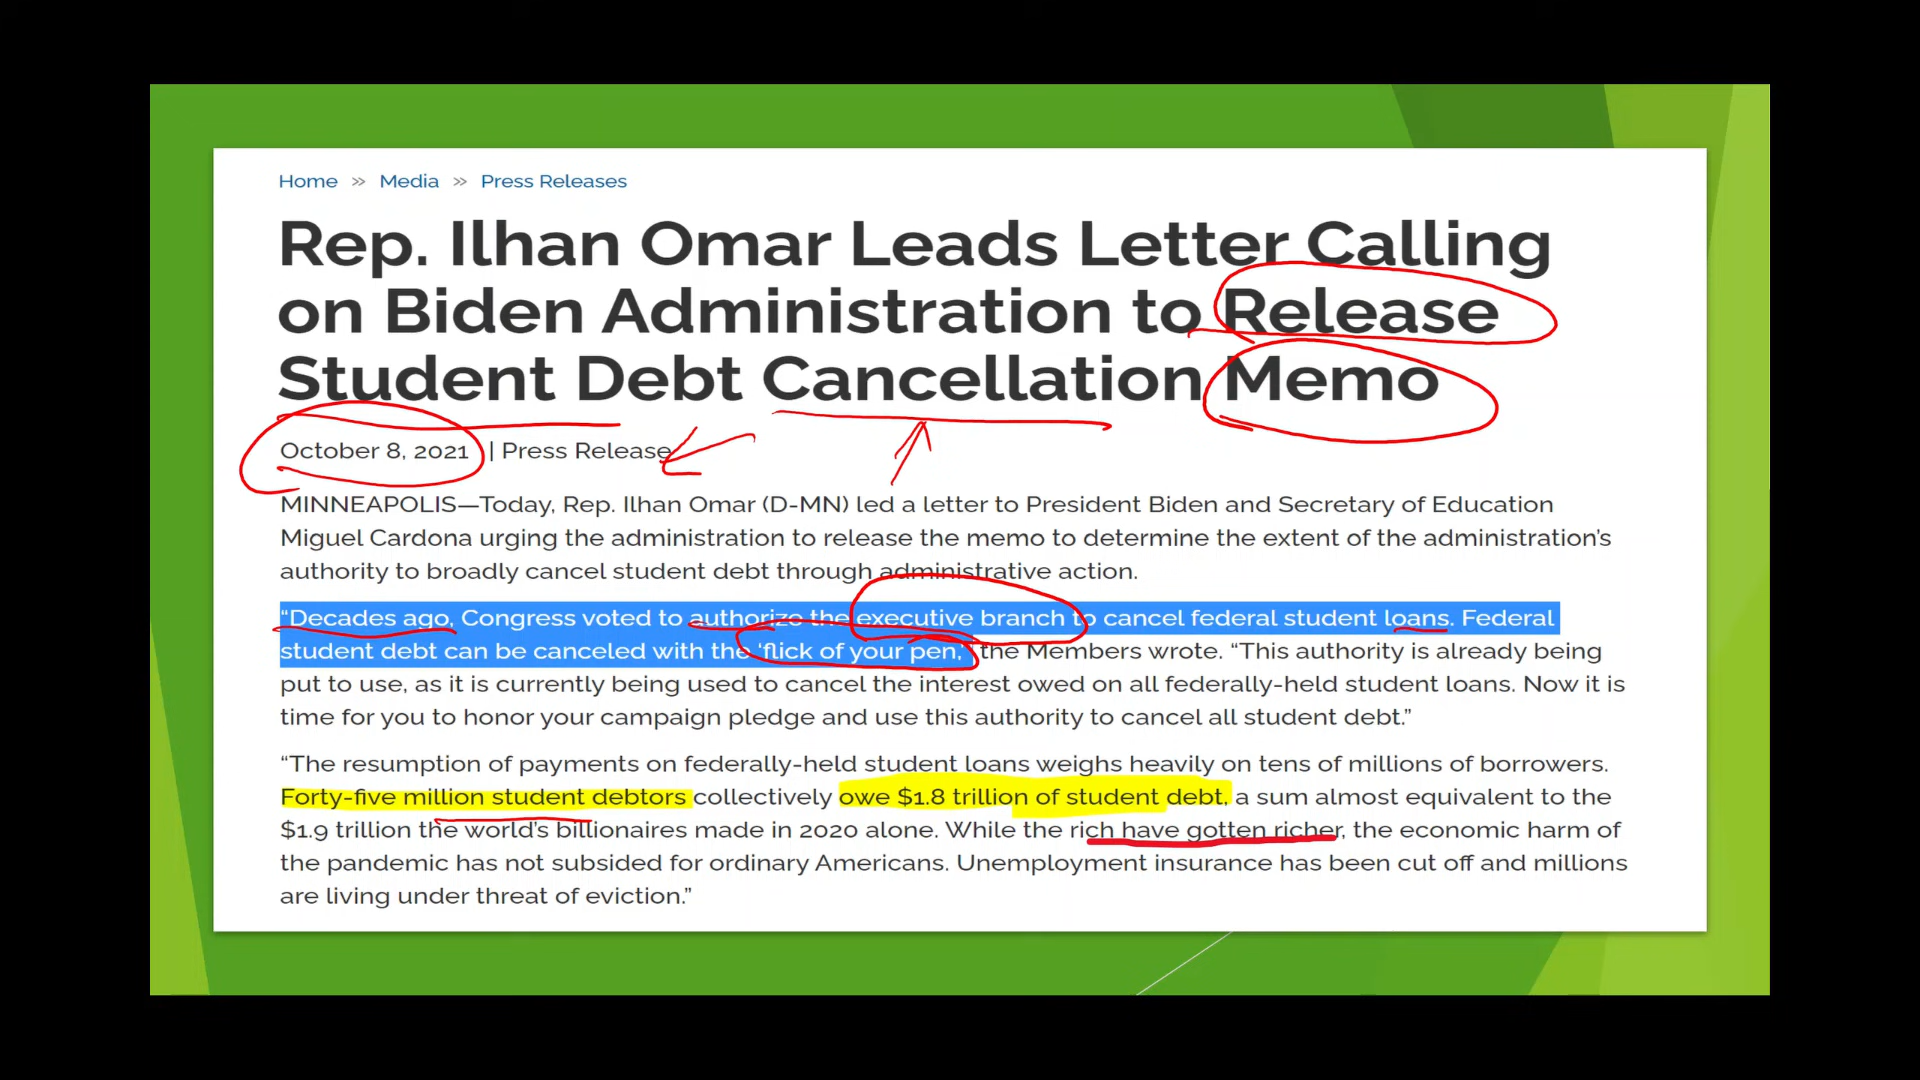 Home » Media » Press Releases
Rep. Ilhan Omar Leads Letter Calling
on Biden Administration to Release
Student Debt Cancellation Memo
October 8, 2021 | Press Release
MINNEAPOLIS—Today, Rep. Ilhan Omar (D-MN) led a letter to President Biden and Secretary of Education
Miguel Cardona urging the administration to release the memo to determine the extent of the administration’s
authority to broadly cancel student debt through administrative action.
“Decades ago, Congress voted to authorize the executive branch to cancel federal student loans. Federal
student debt can be canceled with the ‘flick of your pen,’” the Members wrote. “This authority is already being
put to use, as it is currently being used to cancel the interest owed on all federally-held student loans. Now it is
time for you to honor your campaign pledge and use this authority to cancel all student debt.”
“The resumption of payments on federally-held student loans weighs heavily on tens of millions of borrowers.
Forty-five million student debtors collectively owe $1.8 trillion of student debt, a sum almost equivalent to the
$1.9 trillion the world’s billionaires made in 2020 alone. While the rich have gotten richer, the economic harm of
the pandemic has not subsided for ordinary Americans. Unemployment insurance has been cut off and millions
are living under threat of eviction.”